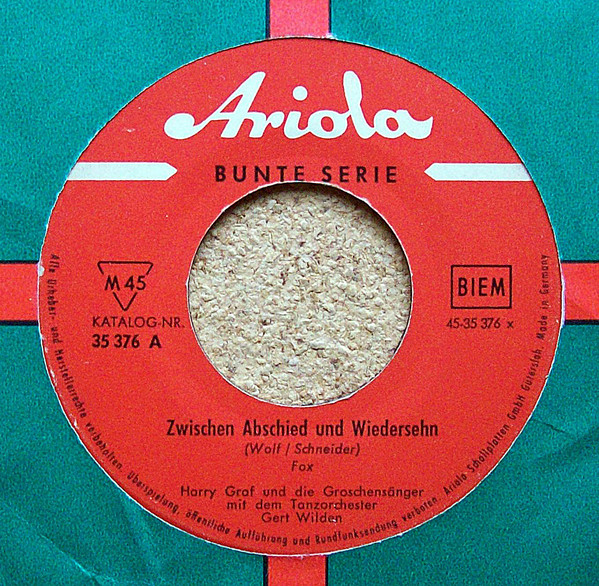 Ariola
BUNTE SERIE
M 45
KATALOG-NR.
35 376 A
BIEM
45-35 376 x
Zwischen Abschied und Wiedersehn
(Wolf / Schneider)
Fox
Harry Graf und die Groschensänger
mit dem Tanzorchester
Gert Wilden
Alle Urheber- und Herstellerrechte vorbehalten. Überspielung, öffentliche Aufführung und Rundfunksendung verboten. Ariola Schallplatten GmbH Gütersloh. Made in Germany